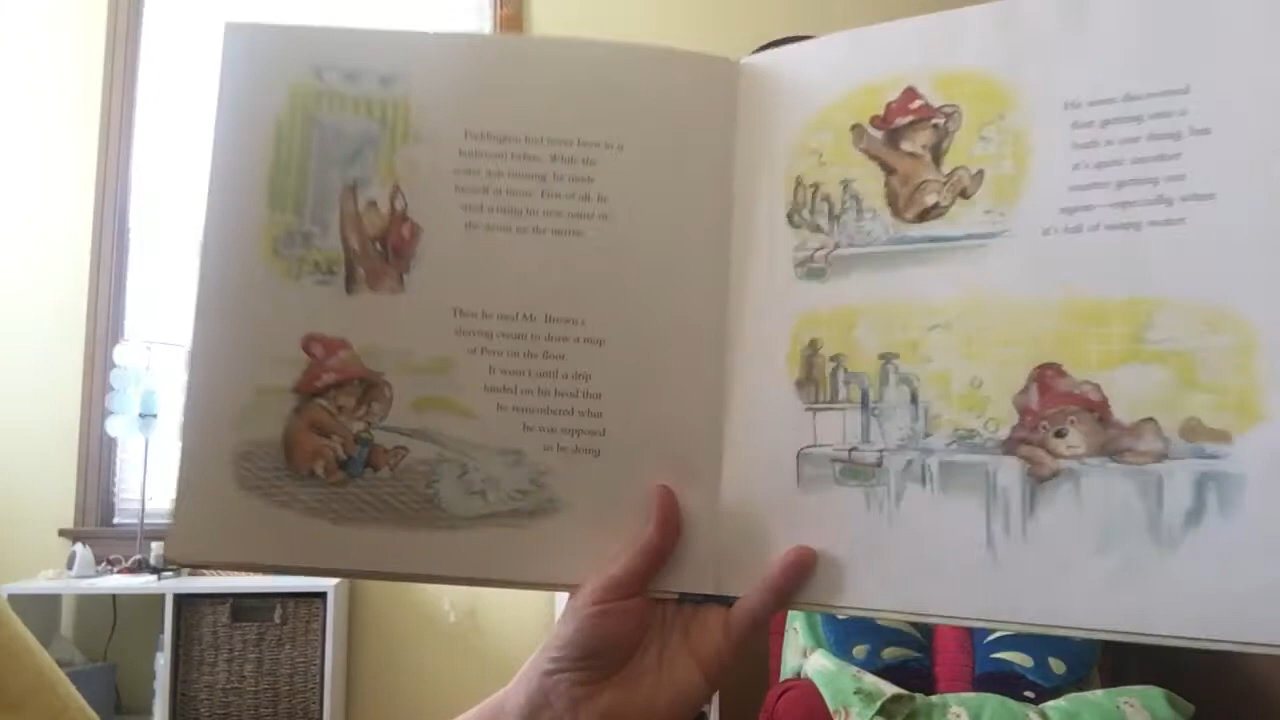 Paddington had never been in a
bathroom before. While the
water was running he made
himself at home. First of all, he
tried writing his new name in
the steam on the mirror.
Then he used Mr. Brown's
shaving cream to draw a map
of Peru on the floor.
It wasn't until a drip
landed on his head that
he remembered what
he was supposed
to be doing.
He soon discovered
that getting into a
bath is one thing, but
it's quite another
matter getting out
again—especially when
it's full of soapy water.